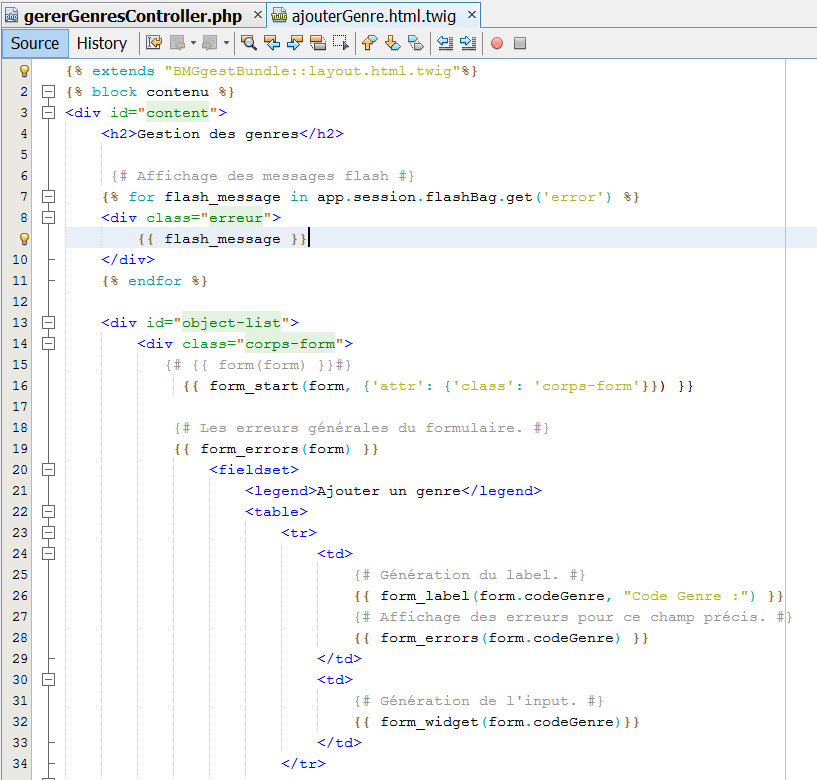 gererGenresController.php × ajouterGenre.html.twig ×
Source History
{% extends "BMGgestBundle::layout.html.twig"%}
2 {% block contenu %}
3 <div id="content">
4 <h2>Gestion des genres</h2>
5
6 {# Affichage des messages flash #}
7 {% for flash_message in app.session.flashBag.get('error') %}
8 <div class="erreur">
{{ flash_message }}
10 </div>
11 {% endfor %}
12
13 <div id="object-list">
14 <div class="corps-form">
15 {# {{ form(form) }}#}
16 {{ form_start(form, {'attr': {'class': 'corps-form'}}) }}
17
18 {# Les erreurs générales du formulaire. #}
19 {{ form_errors(form) }}
20 <fieldset>
21 <legend>Ajouter un genre</legend>
22 <table>
23 <tr>
24 <td>
25 {# Génération du label. #}
26 {{ form_label(form.codeGenre, "Code Genre :") }}
27 {# Affichage des erreurs pour ce champ précis. #}
28 {{ form_errors(form.codeGenre) }}
29 </td>
30 <td>
31 {# Génération de l'input. #}
32 {{ form_widget(form.codeGenre)}}
33 </td>
34 </tr>